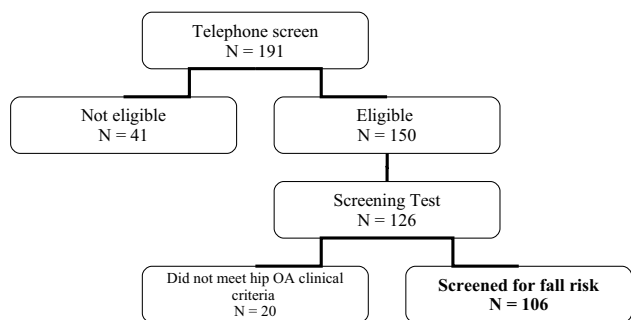 Telephone screen
N = 191
Not eligible
N = 41
Eligible
N = 150
Screening Test
N = 126
Did not meet hip OA clinical
criteria
N = 20
Screened for fall risk
N = 106